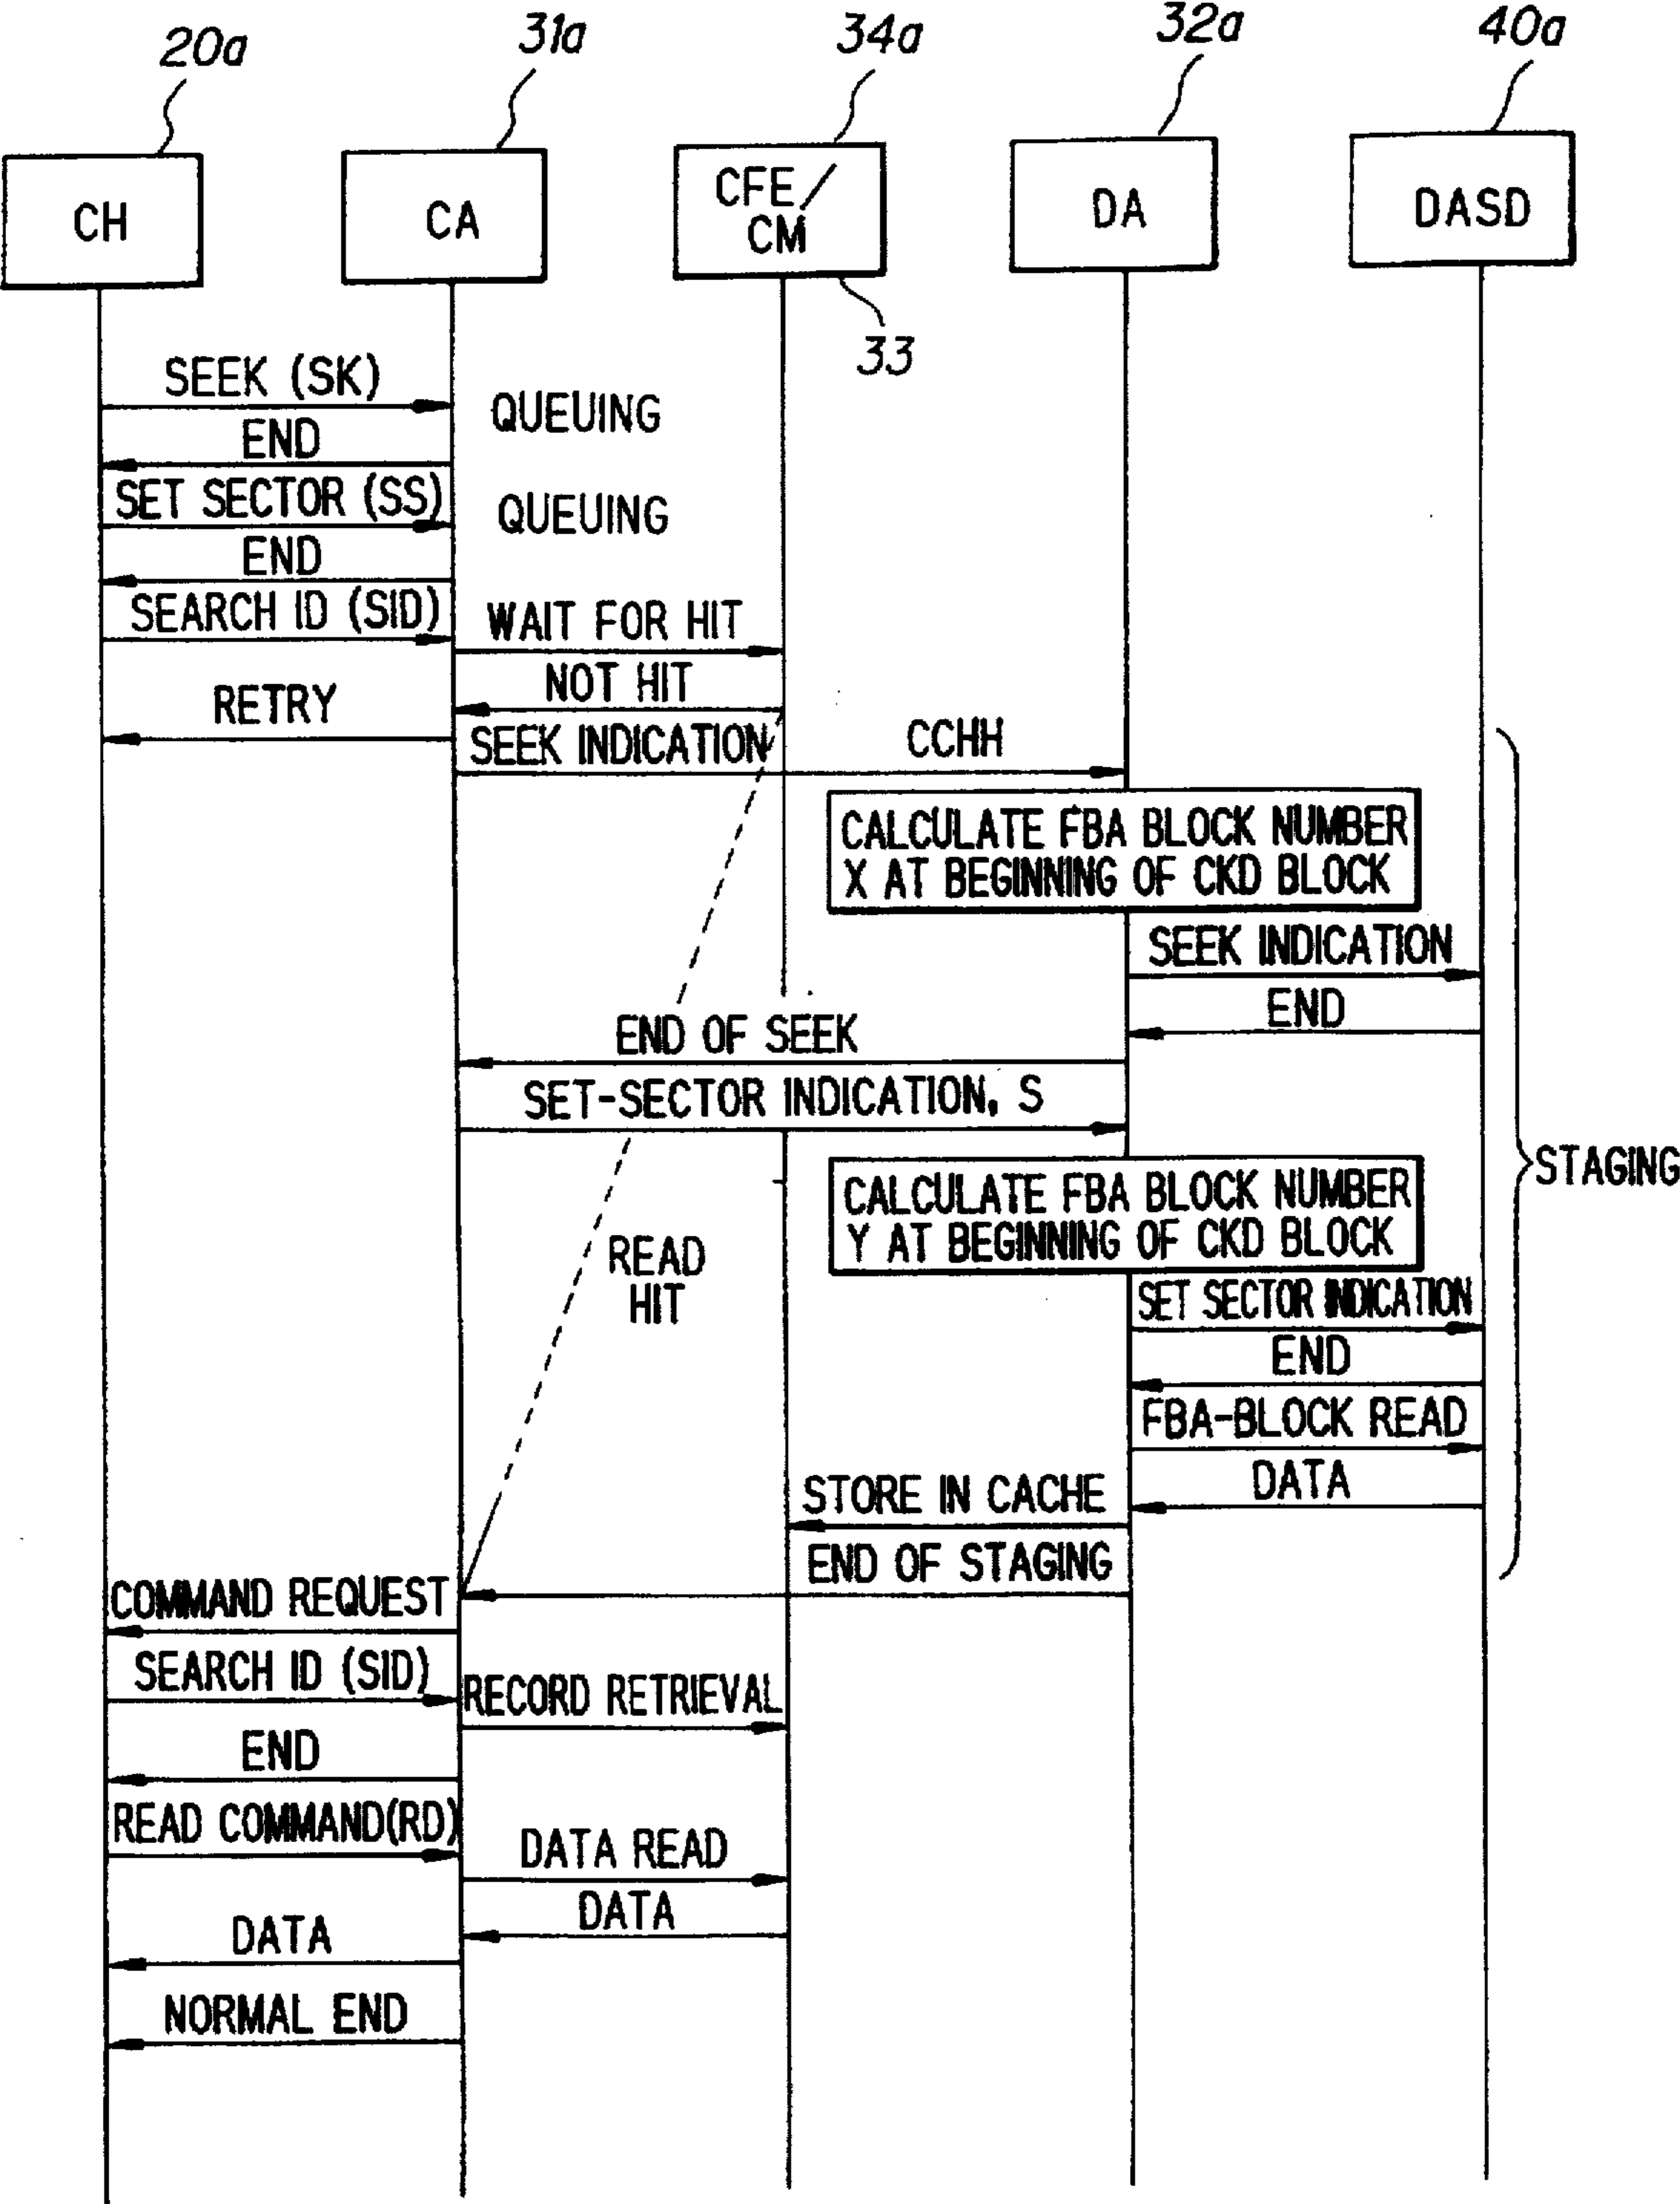 20a
31a
34a
32a
40a
CH
CA
CFE/
CM
DA
DASD
33
SEEK (SK)
QUEUING
END
SET SECTOR (SS)
QUEUING
END
SEARCH ID (SID)
WAIT FOR HIT
NOT HIT
RETRY
SEEK INDICATION
CCHH
CALCULATE FBA BLOCK NUMBER
X AT BEGINNING OF CKD BLOCK
SEEK INDICATION
END
END OF SEEK
SET-SECTOR INDICATION, S
STAGING
CALCULATE FBA BLOCK NUMBER
Y AT BEGINNING OF CKD BLOCK
READ
HIT
SET SECTOR INDICATION
END
FBA-BLOCK READ
DATA
STORE IN CACHE
END OF STAGING
COMMAND REQUEST
SEARCH ID (SID)
RECORD RETRIEVAL
END
READ COMMAND(RD)
DATA READ
DATA
DATA
NORMAL END